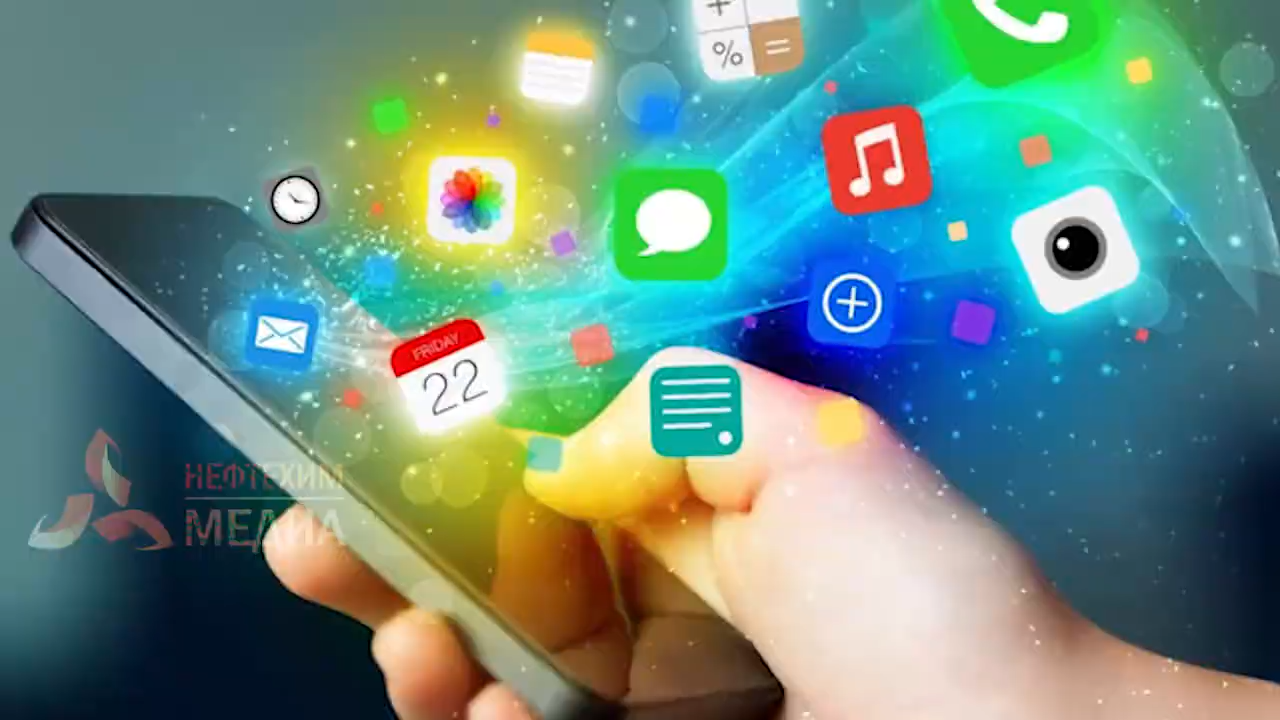 +
% =
FRIDAY
22
НЕФТЕХИМ
МЕДИА